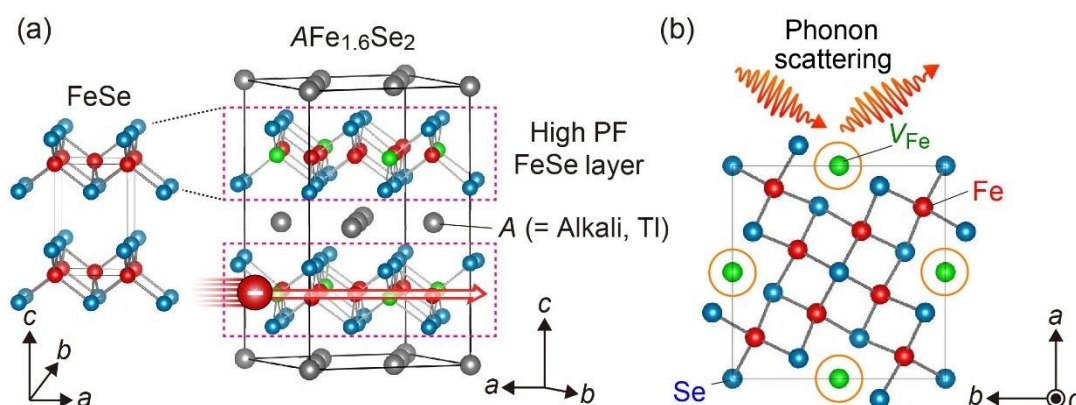 (a)
AFe1.6Se2
FeSe
High PF
FeSe layer
A (= Alkali, Tl)
c
b
a
c
a
b
(b)
Phonon
scattering
VFe
Fe
Se
a
b
c